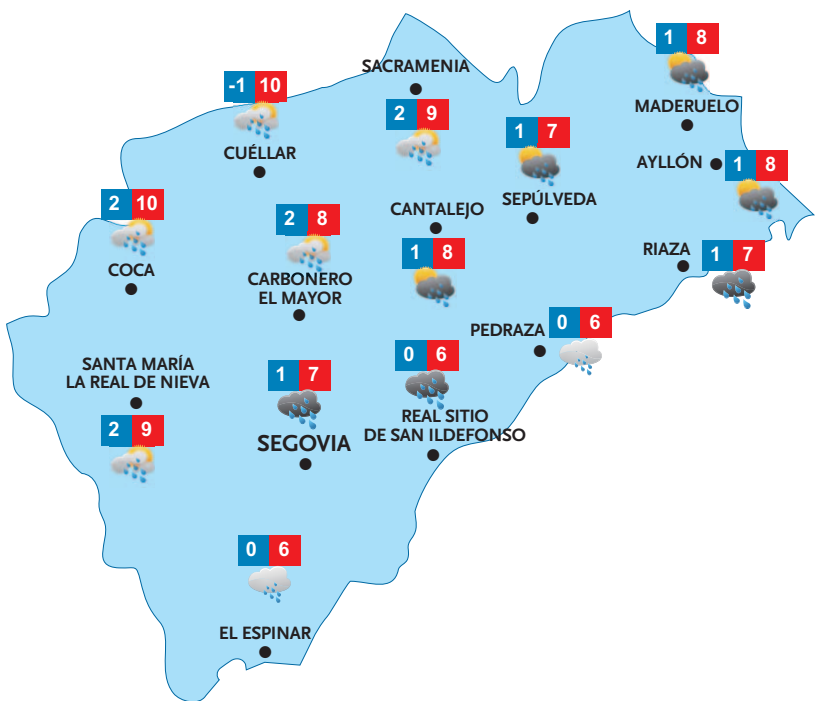 1 8
MADERUELO
SACRAMENIA
2 9
-1 10
CUÉLLAR
1 7
SEPÚLVEDA
AYLLÓN
1 8
2 10
COCA
2 8
CARBONERO
EL MAYOR
CANTALEJO
1 8
RIAZA
1 7
PEDRAZA
0 6
SANTA MARÍA
LA REAL DE NIEVA
2 9
1 7
SEGOVIA
0 6
REAL SITIO
DE SAN ILDEFONSO
0 6
EL ESPINAR